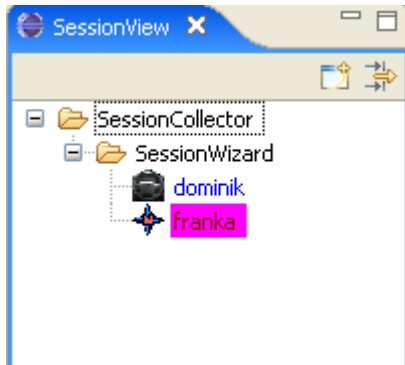 SessionView
SessionCollector
SessionWizard
dominik
franka